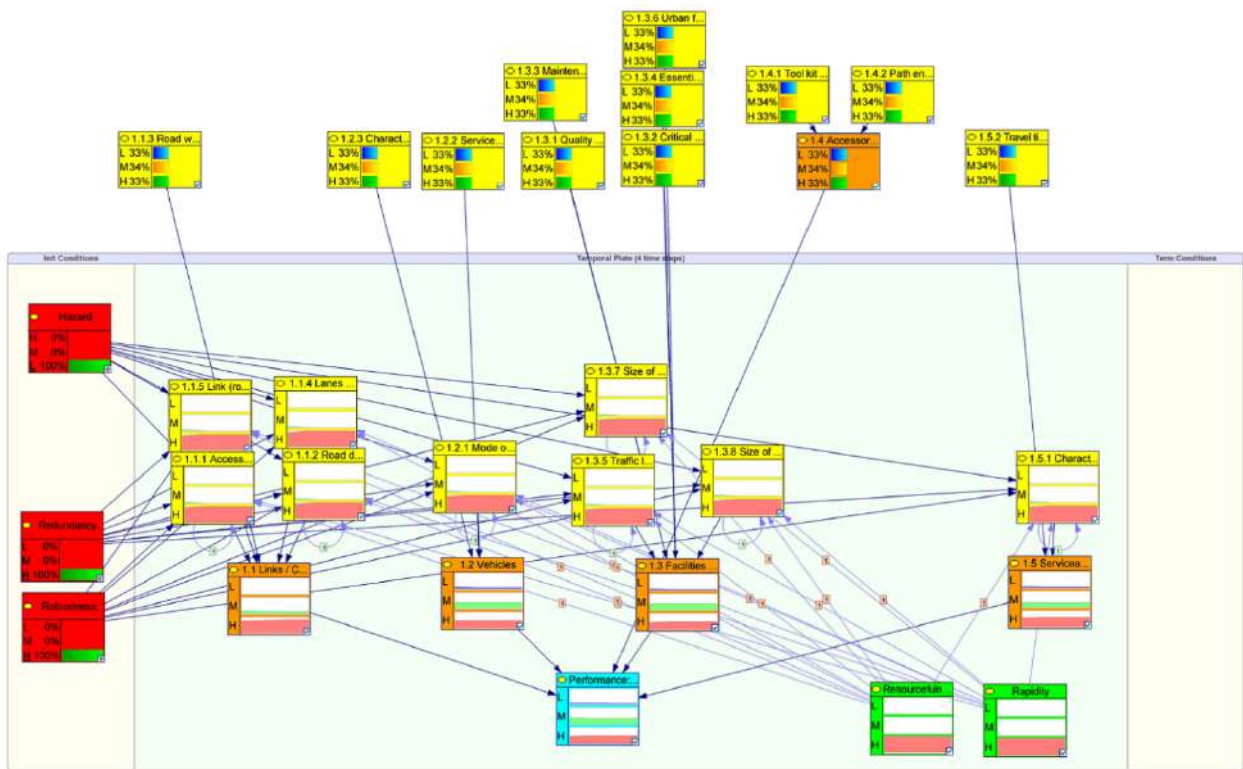 1.3.6 Urban f...
L 33%
M 34%
H 33%
1.3.3 Mainten...
L 33%
M 34%
H 33%
1.3.4 Essenti...
L 33%
M 34%
H 33%
1.4.1 Tool kit ...
L 33%
M 34%
H 33%
1.4.2 Path en...
L 33%
M 34%
H 33%
1.1.3 Road w...
L 33%
M 34%
H 33%
1.2.3 Charact...
L 33%
M 34%
H 33%
1.2.2 Service...
L 33%
M 34%
H 33%
1.3.1 Quality ...
L 33%
M 34%
H 33%
1.3.2 Critical ...
L 33%
M 34%
H 33%
1.4 Accessor...
L 33%
M 34%
H 33%
1.5.2 Travel ti...
L 33%
M 34%
H 33%
Init Conditions
Temporal Plate (4 time steps)
Term Conditions
Hazard
H 0%
M 0%
L 100%
1.1.5 Link (ro...
L
M
H
1.1.4 Lanes ...
L
M
H
1.3.7 Size of ...
L
M
H
1.1.1 Access...
L
M
H
1.1.2 Road d...
L
M
H
1.2.1 Mode o...
L
M
H
1.3.5 Traffic l...
L
M
H
1.3.8 Size of ...
L
M
H
1.5.1 Charact...
L
M
H
Redundancy
L 0%
M 0%
H 100%
Robustness
L 0%
M 0%
H 100%
1.1 Links / C...
L
M
H
1.2 Vehicles
L
M
H
1.3 Facilities
L
M
H
1.5 Servicea...
L
M
H
Performance:...
L
M
H
Resourcefuln
L
M
H
Rapidity
L
M
H